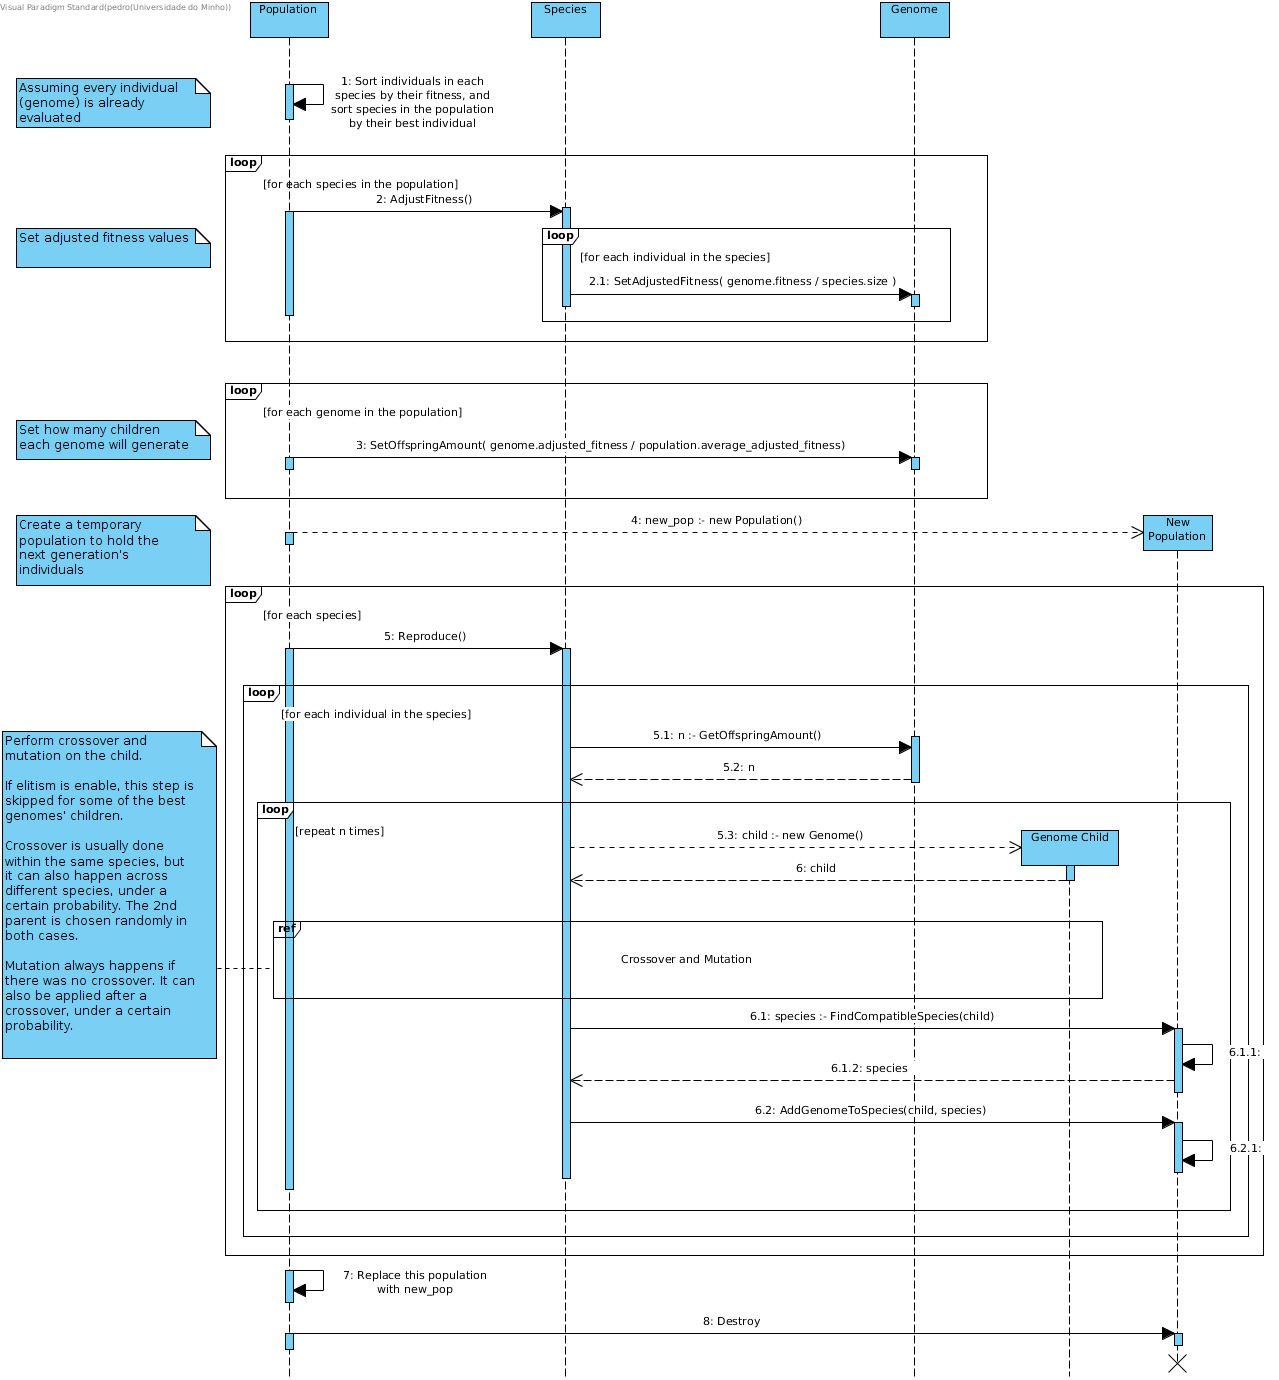 Visual Paradigm Standard(pedro(Universidade do Minho))
Population
Species
Genome
Assuming every individual
(genome) is already
evaluated
1: Sort individuals in each
species by their fitness, and
sort species in the population
by their best individual
loop
[for each species in the population]
2: AdjustFitness()
Set adjusted fitness values
loop
[for each individual in the species]
2.1: SetAdjustedFitness( genome.fitness / species.size )
loop
[for each genome in the population]
Set how many children
each genome will generate
3: SetOffspringAmount( genome.adjusted_fitness / population.average_adjusted_fitness)
Create a temporary
population to hold the
next generation's
individuals
4: new_pop :- new Population()
New
Population
loop
[for each species]
5: Reproduce()
loop
[for each individual in the species]
Perform crossover and
mutation on the child.
If elitism is enable, this step is
skipped for some of the best
genomes' children.
Crossover is usually done
within the same species, but
it can also happen across
different species, under a
certain probability. The 2nd
parent is chosen randomly in
both cases.
Mutation always happens if
there was no crossover. It can
also be applied after a
crossover, under a certain
probability.
5.1: n :- GetOffspringAmount()
5.2: n
loop
[repeat n times]
5.3: child :- new Genome()
Genome Child
6: child
ref
Crossover and Mutation
6.1: species :- FindCompatibleSpecies(child)
6.1.1:
6.1.2: species
6.2: AddGenomeToSpecies(child, species)
6.2.1:
7: Replace this population
with new_pop
8: Destroy